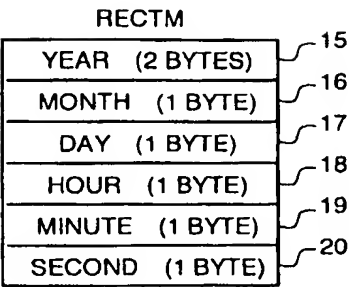 RECTM
YEAR (2 BYTES) 15
MONTH (1 BYTE) 16
DAY (1 BYTE) 17
HOUR (1 BYTE) 18
MINUTE (1 BYTE) 19
SECOND (1 BYTE) 20